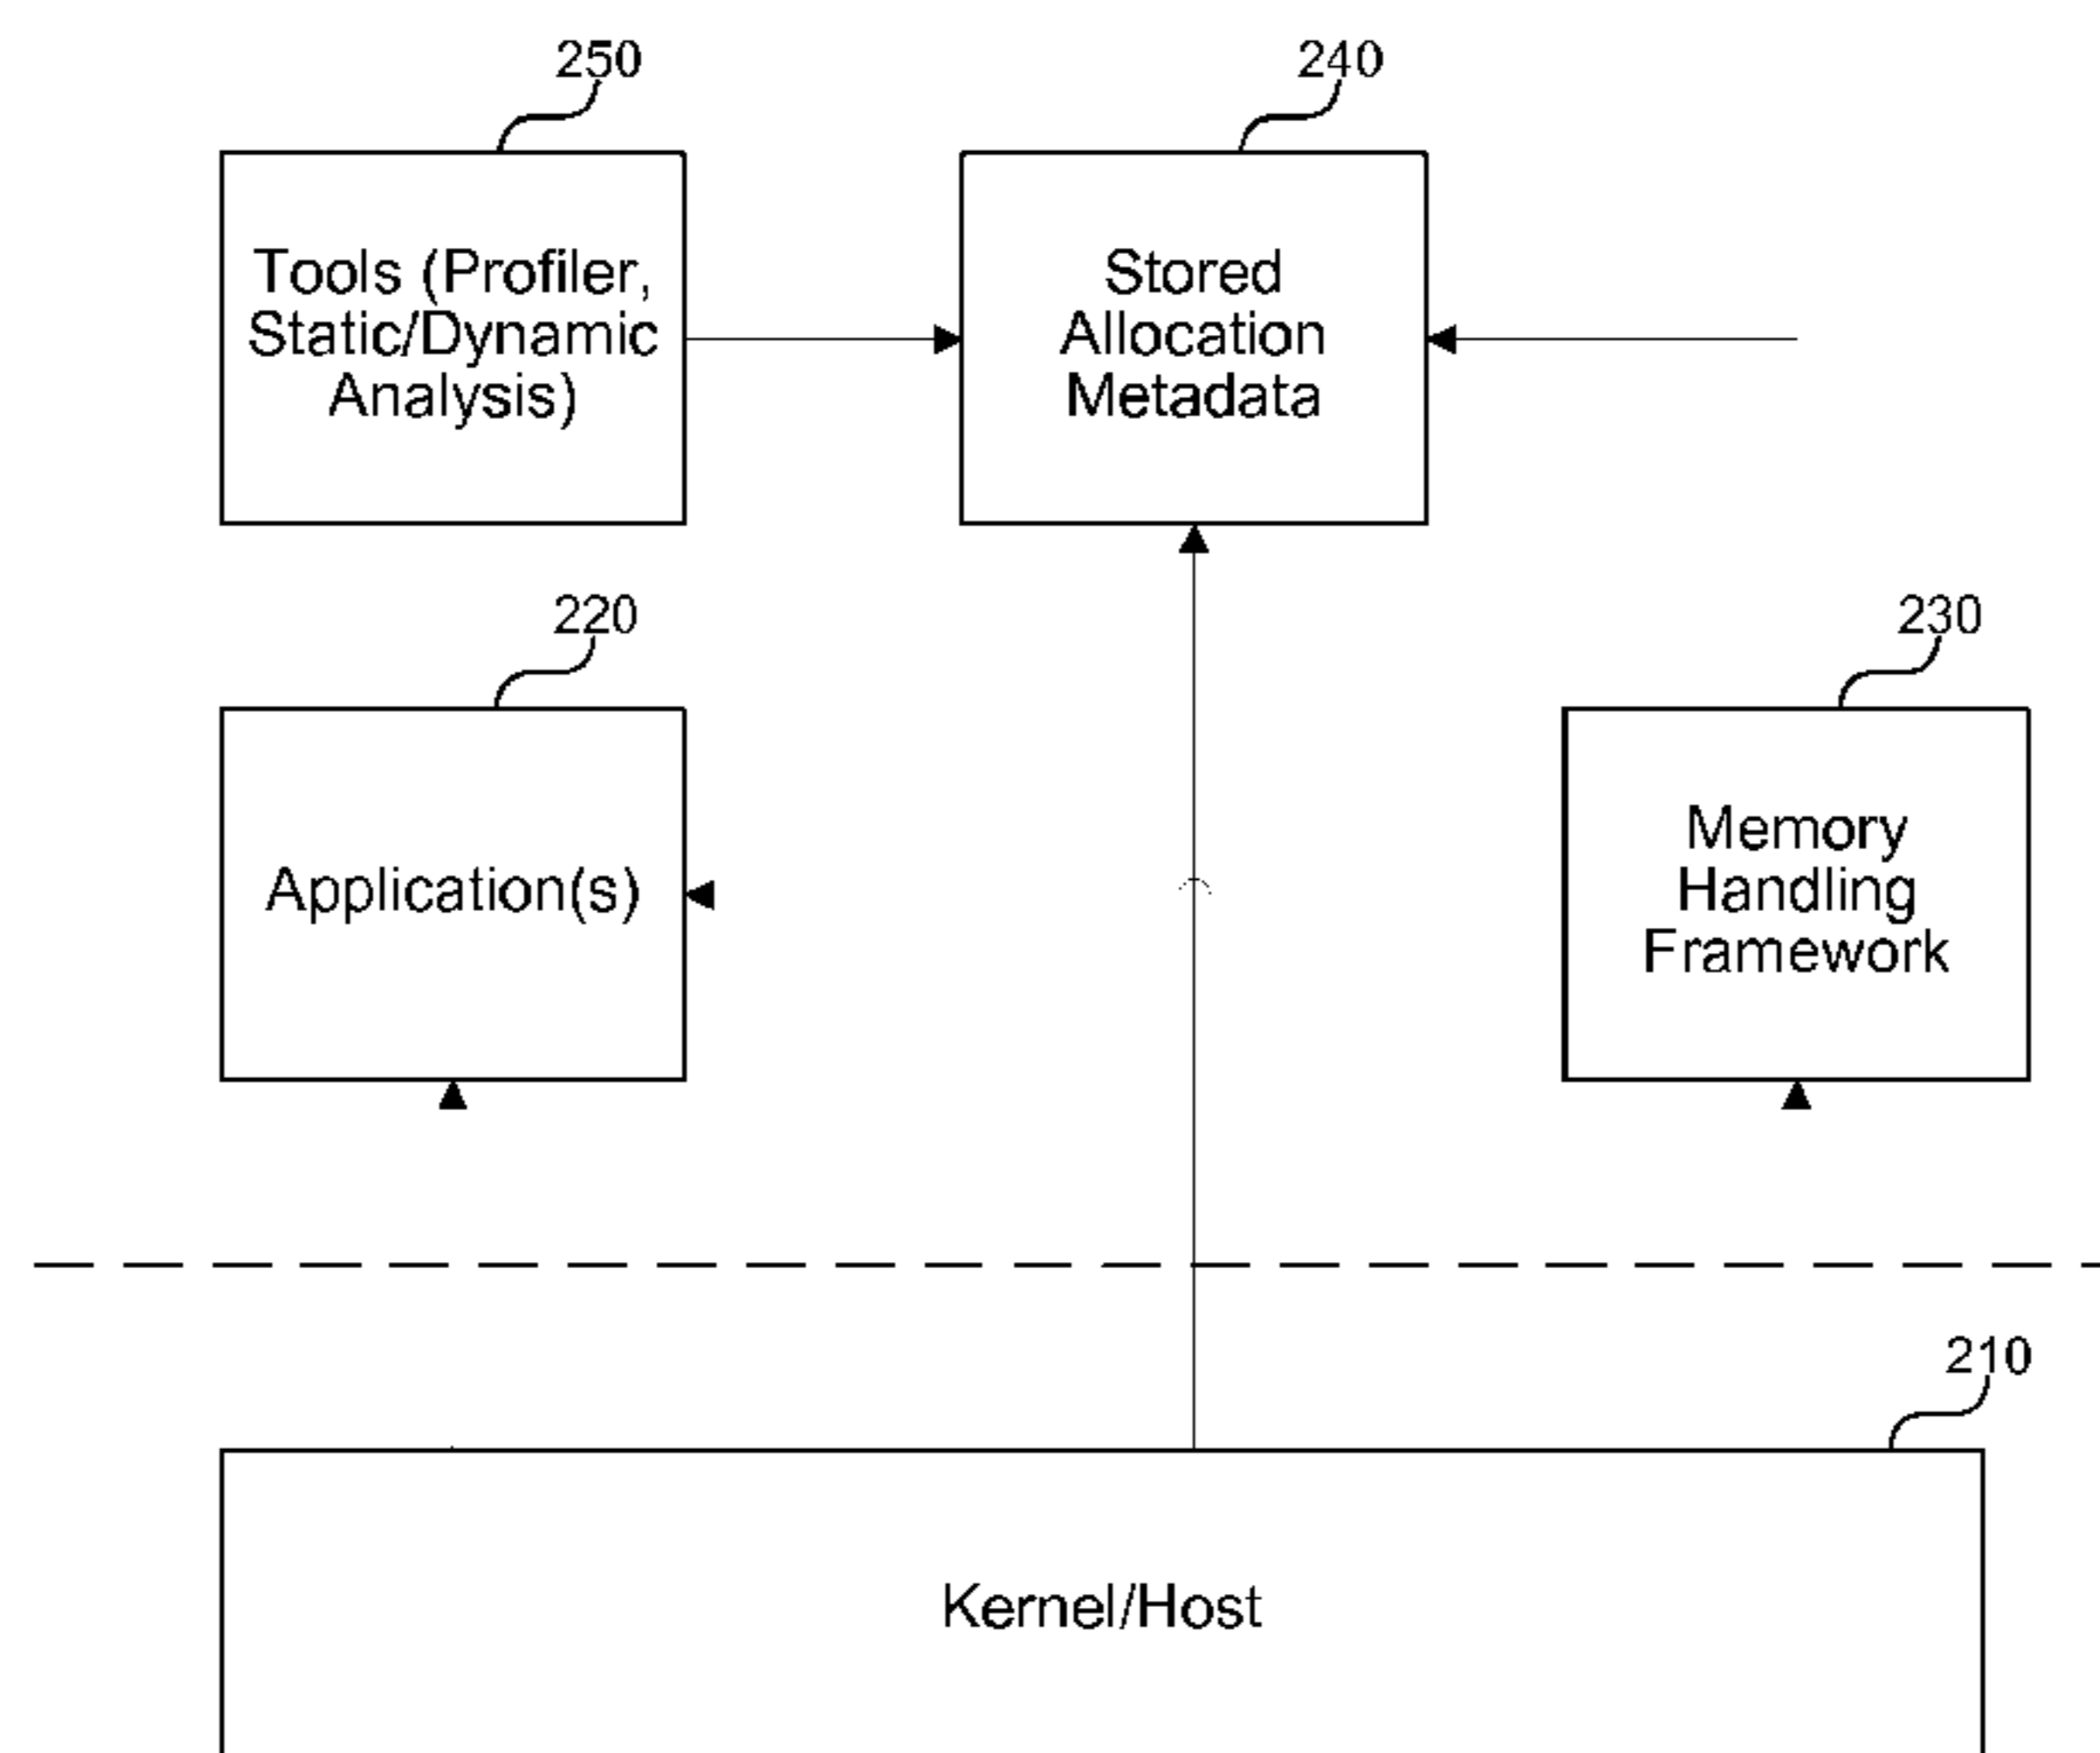 250
240
Tools (Profiler,
Static/Dynamic
Analysis)
Stored
Allocation
Metadata
220
230
Application(s)
Memory
Handling
Framework
210
Kernel/Host